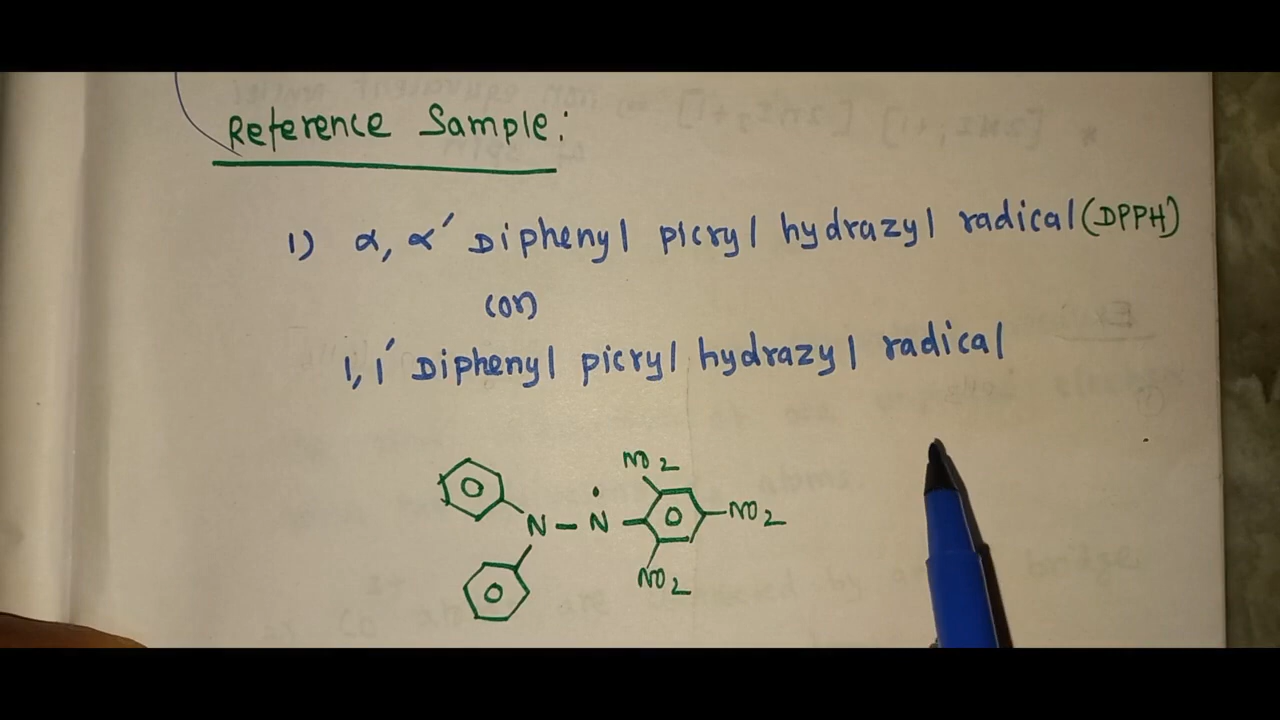 Reference Sample:
1) α, α′ Diphenyl picryl hydrazyl radical (DPPH)
(or)
1,1′ Diphenyl picryl hydrazyl radical
NO2
N – N• –NO2
NO2